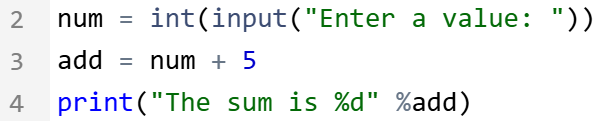 2 num = int(input("Enter a value: "))
3 add = num + 5
4 print("The sum is %d" %add)